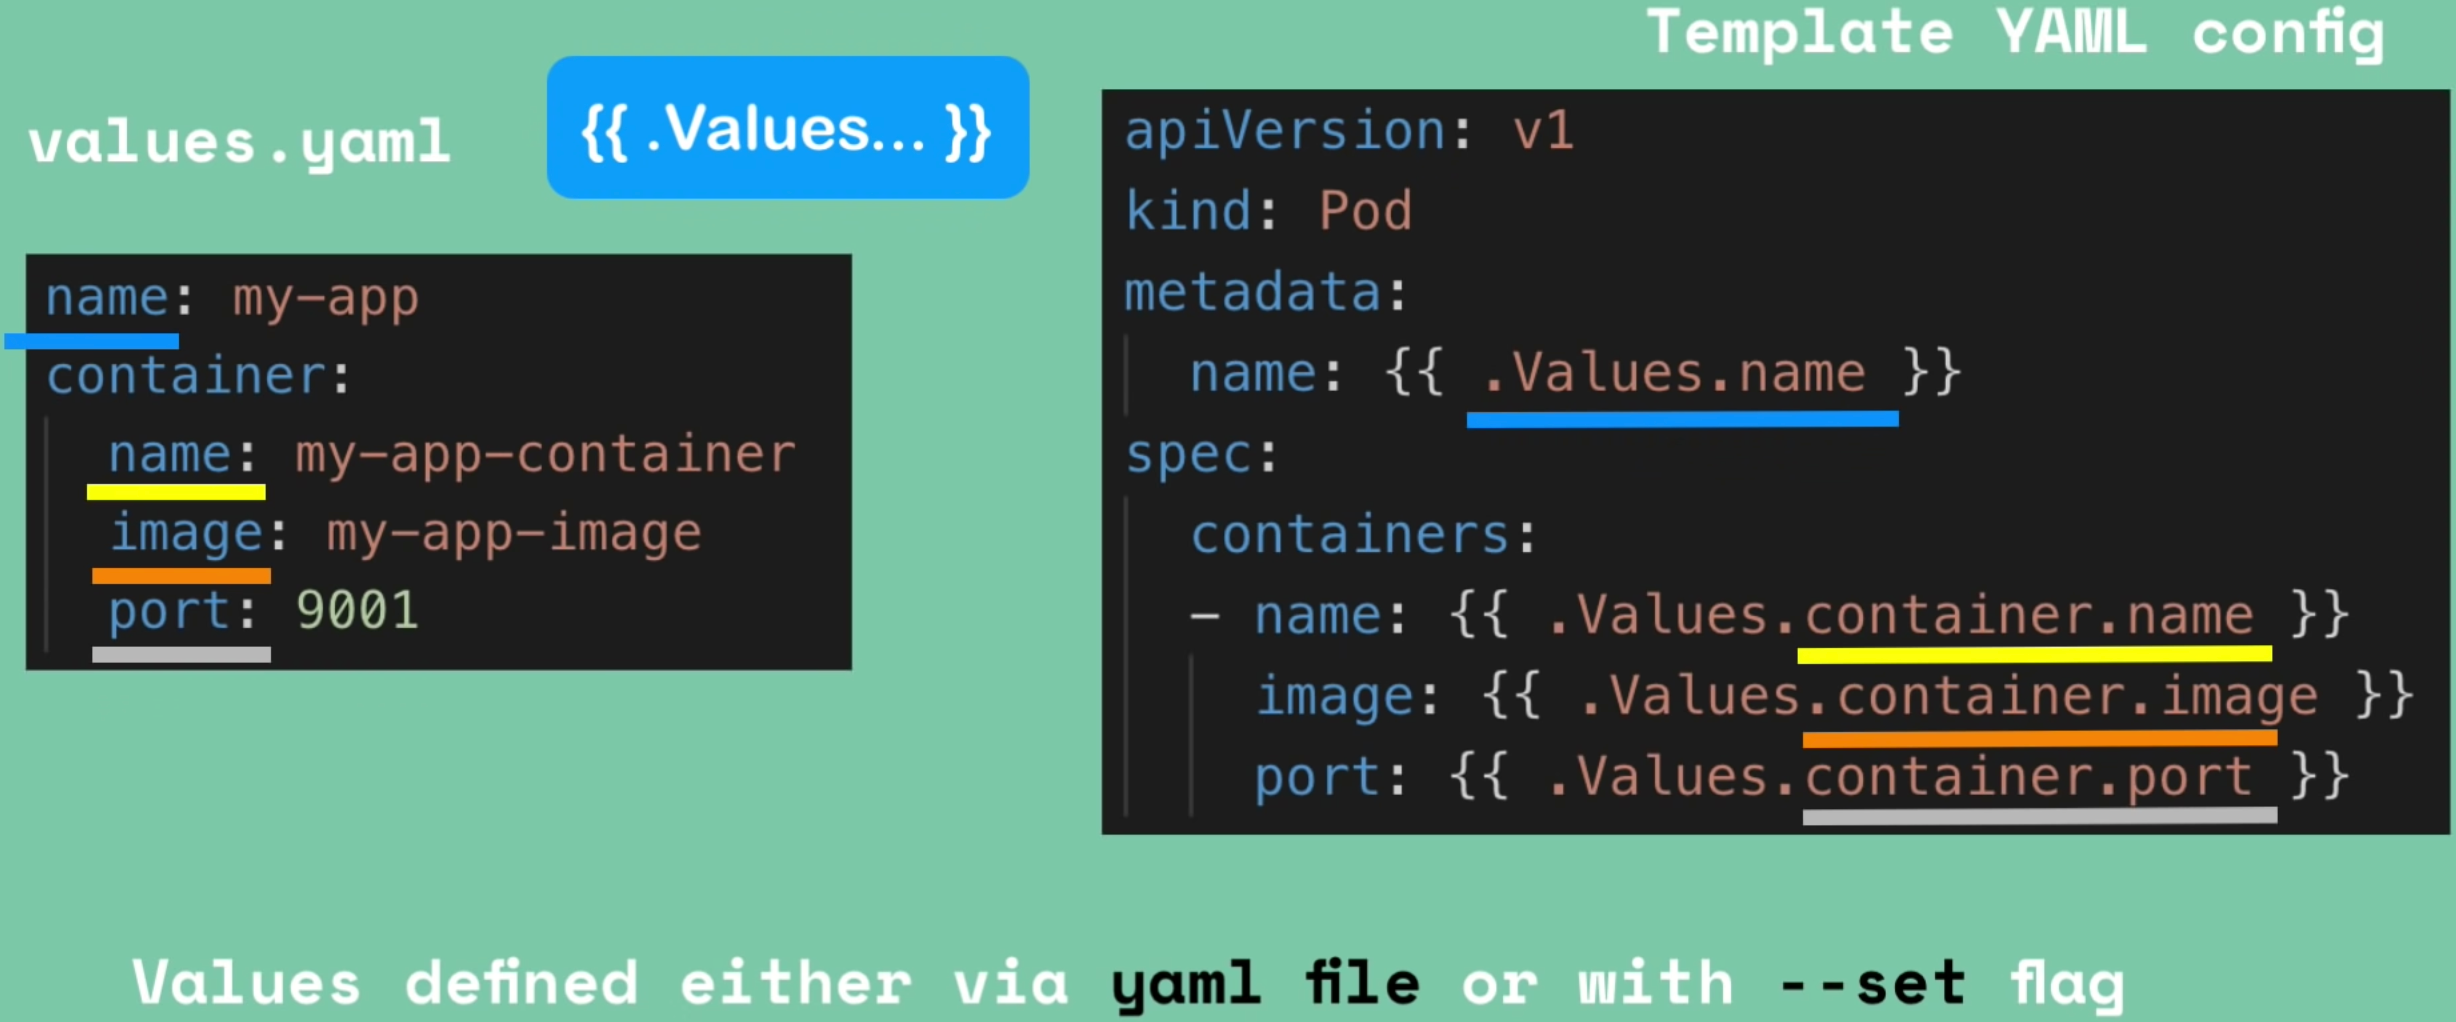 values.yaml
{{ .Values... }}
name: my-app
container:
  name: my-app-container
  image: my-app-image
  port: 9001
Template YAML config
apiVersion: v1
kind: Pod
metadata:
  name: {{ .Values.name }}
spec:
  containers:
  - name: {{ .Values.container.name }}
    image: {{ .Values.container.image }}
    port: {{ .Values.container.port }}
Values defined either via yaml file or with --set flag